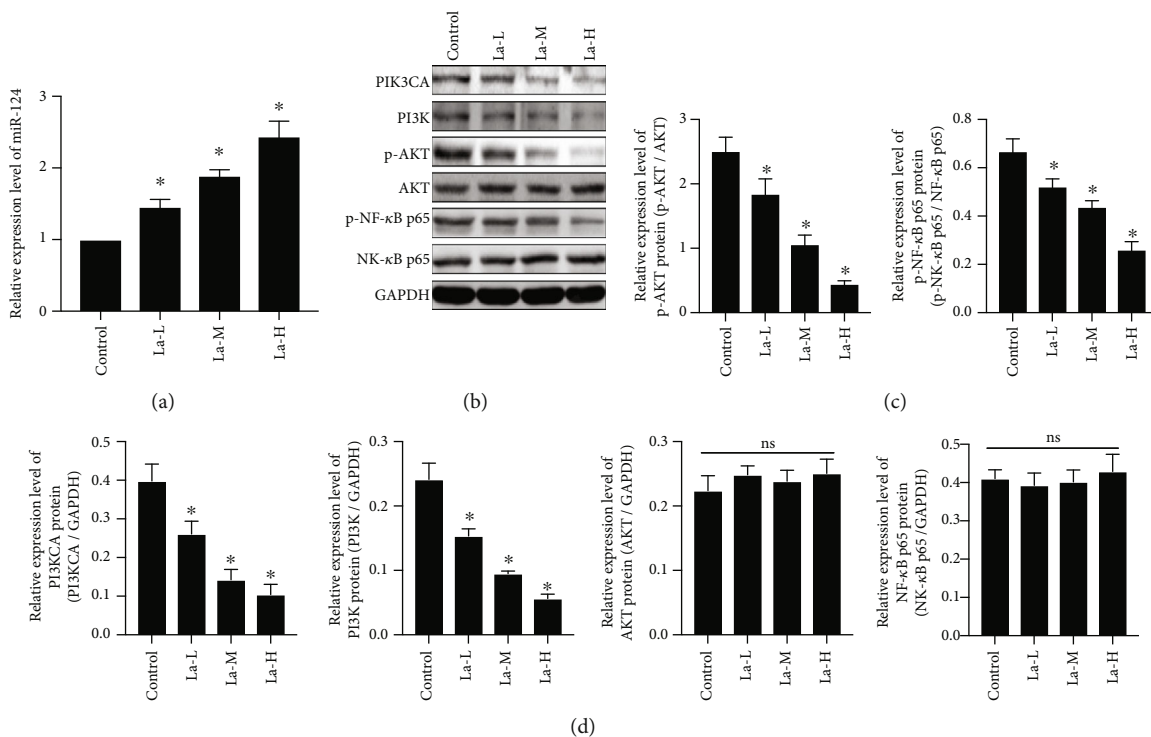 Relative expression level of miR-124
3
2
1
0
*
*
*
Control
La-L
La-M
La-H
(a)
Control
La-L
La-M
La-H
PIK3CA
PI3K
p-AKT
AKT
p-NF-κB p65
NK-κB p65
GAPDH
(b)
Relative expression level of
p-AKT protein (p-AKT / AKT)
3
2
1
0
*
*
*
Control
La-L
La-M
La-H
Relative expression level of
p-NF-κB p65 protein
(p-NK-κB p65 / NF-κB p65)
0.8
0.6
0.4
0.2
0.0
*
*
*
Control
La-L
La-M
La-H
(c)
Relative expression level of
PI3KCA protein
(PI3KCA / GAPDH)
0.5
0.4
0.3
0.2
0.1
0.0
*
*
*
Control
La-L
La-M
La-H
Relative expression level of
PI3K protein (PI3K / GAPDH)
0.3
0.2
0.1
0.0
*
*
*
Control
La-L
La-M
La-H
Relative expression level of
AKT protein (AKT / GAPDH)
0.3
0.2
0.1
0.0
ns
Control
La-L
La-M
La-H
Relative expression level of
NF-κB p65 protein
(NK-κB p65 /GAPDH)
0.5
0.4
0.3
0.2
0.1
0.0
ns
Control
La-L
La-M
La-H
(d)